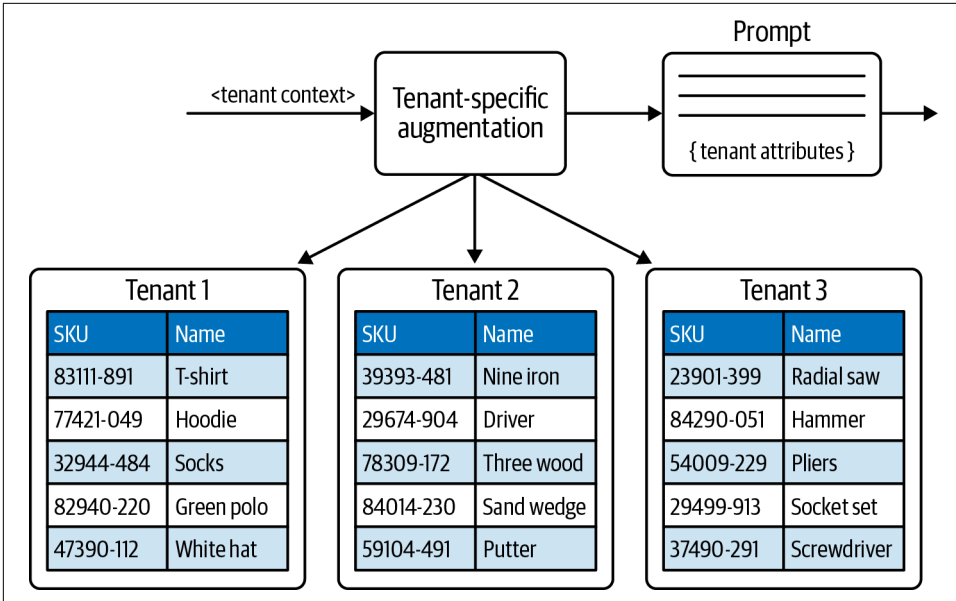 Prompt
<tenant context>
Tenant-specific
augmentation
{ tenant attributes }
Tenant 1
SKU Name
83111-891 T-shirt
77421-049 Hoodie
32944-484 Socks
82940-220 Green polo
47390-112 White hat
Tenant 2
SKU Name
39393-481 Nine iron
29674-904 Driver
78309-172 Three wood
84014-230 Sand wedge
59104-491 Putter
Tenant 3
SKU Name
23901-399 Radial saw
84290-051 Hammer
54009-229 Pliers
29499-913 Socket set
37490-291 Screwdriver